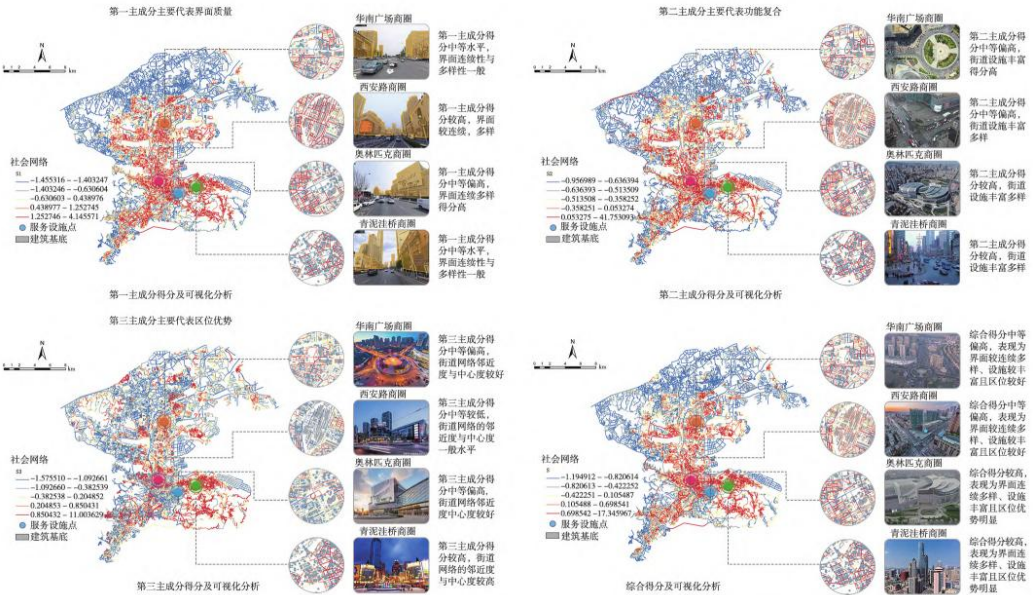 第一主成分主要代表界面质量
N
km
社会网络
-1.455316 - -1.403247
-1.403246 - -0.630604
-0.630603 - 0.438976
0.438977 - 1.252745
1.252746 - 4.145571
服务设施点
建筑基底
华南广场商圈
第一主成分得
分中等水平，
界面连续性与
多样性一般
西安路商圈
第一主成分得
分较高，界面
较连续，多样
奥林匹克商圈
第一主成分得
分中等偏高，
界面连续多样
得分高
青泥洼桥商圈
第一主成分得
分中等水平，
界面连续性与
多样性一般
第一主成分得分及可视化分析
第二主成分主要代表功能复合
N
km
社会网络
-0.956989 - -0.636394
-0.636393 - -0.513509
-0.513508 - -0.358252
-0.358251 - 0.053274
0.053275 - 41.753093
服务设施点
建筑基底
华南广场商圈
第二主成分得
分中等偏高，
街道设施丰富
得分高
西安路商圈
第二主成分得
分中等偏高，
街道设施丰富
多样
奥林匹克商圈
第二主成分得
分较高，街道
设施丰富多样
青泥洼桥商圈
第二主成分得
分较高，街道
设施丰富多样
第二主成分得分及可视化分析
第三主成分主要代表区位优势
N
km
社会网络
-1.575510 - -1.092661
-1.092660 - -0.382539
-0.382538 - 0.204852
0.204853 - 0.850431
0.850432 - 11.003629
服务设施点
建筑基底
华南广场商圈
第三主成分得
分中等偏高，
街道网络邻近
度与中心度较好
西安路商圈
第三主成分得
分中等较低，
街道网络的邻
近度与中心度
一般水平
奥林匹克商圈
第三主成分得
分中等偏高，
街道网络邻近
度中心度较好
青泥洼桥商圈
第三主成分得
分较高，街道
网络的邻近度
与中心度较高
第三主成分得分及可视化分析
N
km
社会网络
-1.194912 - -0.820614
-0.820613 - -0.422252
-0.422251 - 0.105487
0.105488 - 0.698541
0.698542 - 17.345967
服务设施点
建筑基底
华南广场商圈
综合得分中等
偏高，表现为
界面较连续多
样、设施较丰
富且区位较好
西安路商圈
综合得分中等
偏高，表现为
界面较连续多
样、设施较丰
富且区位较好
奥林匹克商圈
综合得分较高，
表现为界面连
续多样、设施
丰富且区位优
势明显
青泥洼桥商圈
综合得分较高，
表现为界面连
续多样、设施
丰富且区位优
势明显
综合得分及可视化分析